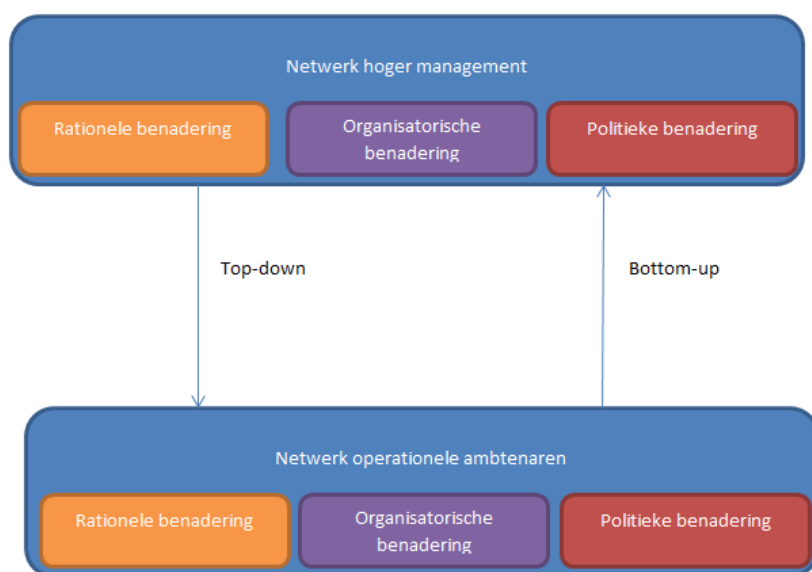 Netwerk hoger management
Rationele benadering
Organisatorische
benadering
Politieke benadering
Top-down
Bottom-up
Netwerk operationele ambtenaren
Rationele benadering
Organisatorische
benadering
Politieke benadering